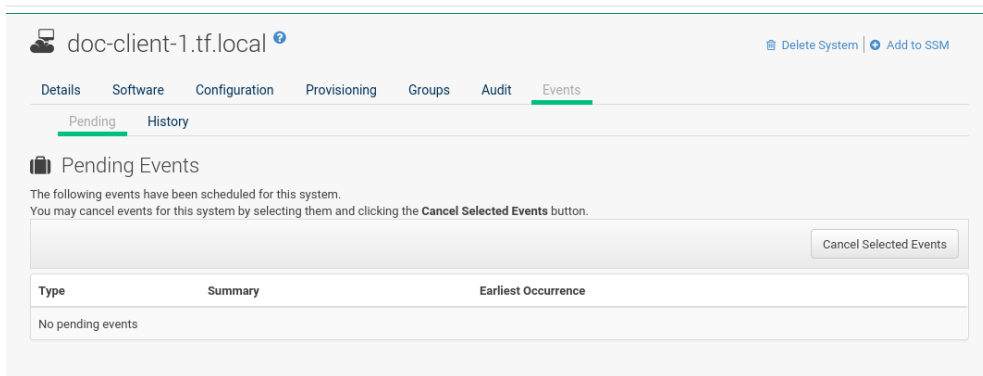 doc-client-1.tf.local
Delete System | Add to SSM
Details Software Configuration Provisioning Groups Audit Events
Pending History
Pending Events
The following events have been scheduled for this system.
You may cancel events for this system by selecting them and clicking the Cancel Selected Events button.
Cancel Selected Events
Type Summary Earliest Occurrence
No pending events